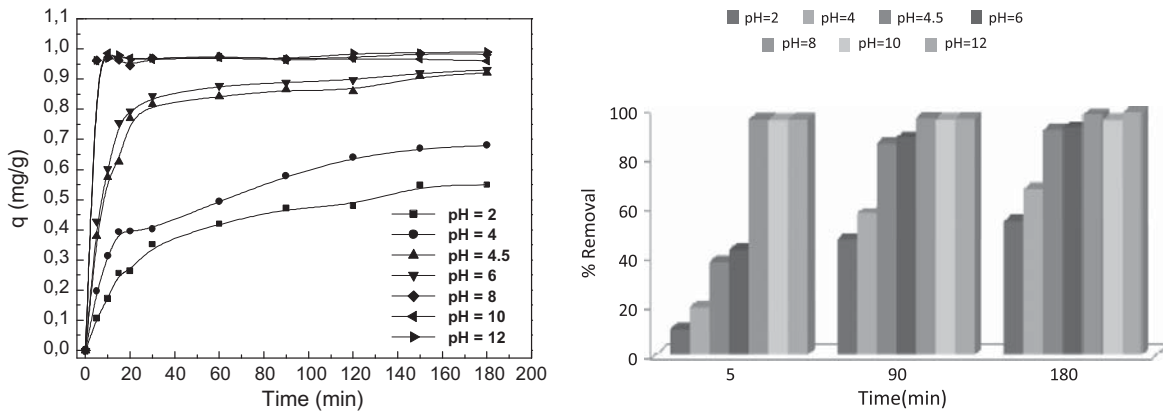 1,1
1,0
0,9
0,8
0,7
0,6
0,5
0,4
0,3
0,2
0,1
0,0
q (mg/g)
pH = 2
pH = 4
pH = 4.5
pH = 6
pH = 8
pH = 10
pH = 12
0 20 40 60 80 100 120 140 160 180 200
Time (min)
pH=2 pH=4 pH=4.5 pH=6
pH=8 pH=10 pH=12
100
80
60
40
20
0
% Removal
5 90 180
Time(min)